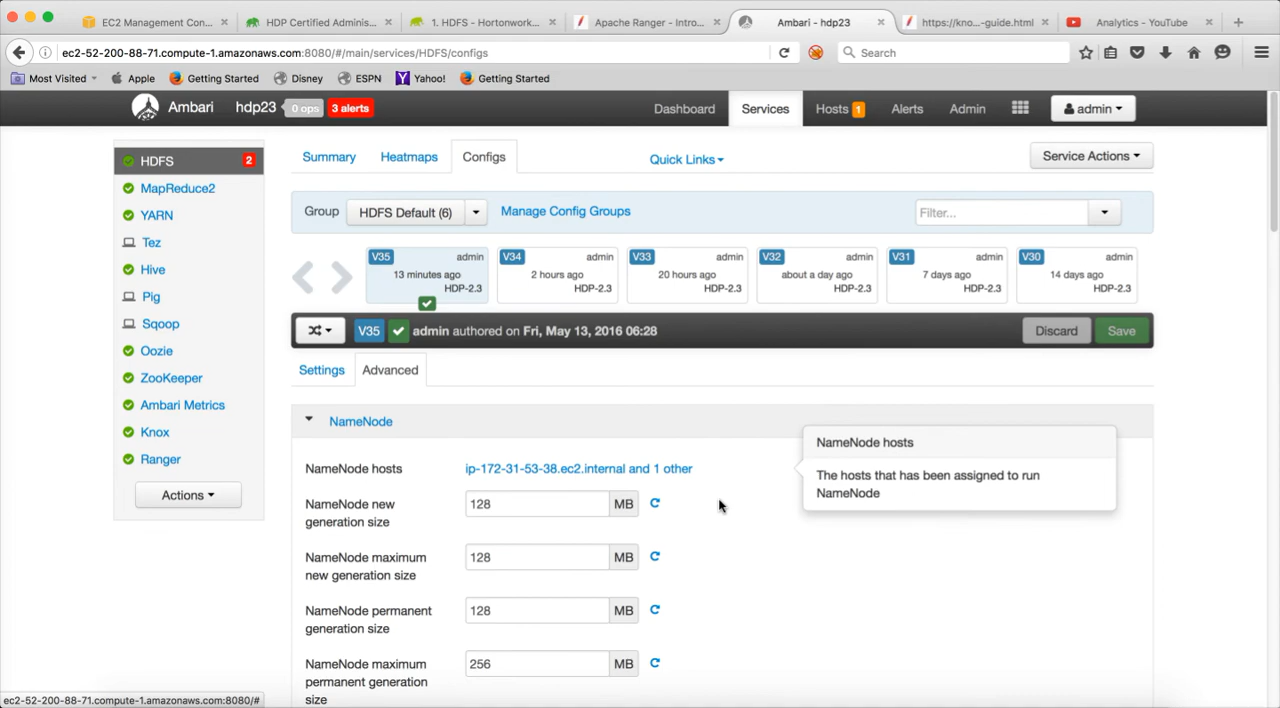 EC2 Management Con...
HDP Certified Adminis...
1. HDFS - Hortonwork...
Apache Ranger - Intro...
Ambari - hdp23
https://kno...-guide.html
Analytics - YouTube
ec2-52-200-88-71.compute-1.amazonaws.com:8080/#/main/services/HDFS/configs
Search
Most Visited
Apple
Getting Started
Disney
ESPN
Yahoo!
Getting Started
Ambari
hdp23
0 ops
3 alerts
Dashboard
Services
Hosts 1
Alerts
Admin
admin
HDFS 2
MapReduce2
YARN
Tez
Hive
Pig
Sqoop
Oozie
ZooKeeper
Ambari Metrics
Knox
Ranger
Actions
Summary
Heatmaps
Configs
Quick Links
Service Actions
Group
HDFS Default (6)
Manage Config Groups
Filter...
V35 admin
13 minutes ago
HDP-2.3
V34 admin
2 hours ago
HDP-2.3
V33 admin
20 hours ago
HDP-2.3
V32 admin
about a day ago
HDP-2.3
V31 admin
7 days ago
HDP-2.3
V30 admin
14 days ago
HDP-2.3
V35 admin authored on Fri, May 13, 2016 06:28
Discard
Save
Settings
Advanced
NameNode
NameNode hosts
ip-172-31-53-38.ec2.internal and 1 other
NameNode new
generation size
128 MB
NameNode maximum
new generation size
128 MB
NameNode permanent
generation size
128 MB
NameNode maximum
permanent generation
size
256 MB
NameNode hosts
The hosts that has been assigned to run
NameNode
ec2-52-200-88-71.compute-1.amazonaws.com:8080/#